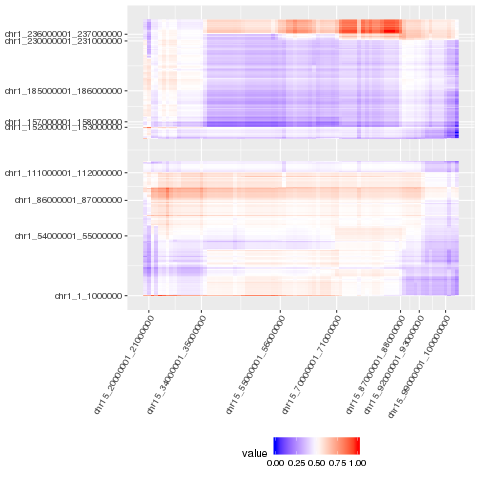 chr1_236000001_237000000
chr1_230000001_231000000
chr1_185000001_186000000
chr1_157000001_158000000
chr1_152000001_153000000
chr1_111000001_112000000
chr1_86000001_87000000
chr1_54000001_55000000
chr1_1_1000000
chr15_20000001_21000000
chr15_34000001_35000000
chr15_55000001_56000000
chr15_70000001_71000000
chr15_87000001_88000000
chr15_92000001_93000000
chr15_99000001_100000000
value
0.00 0.25 0.50 0.75 1.00